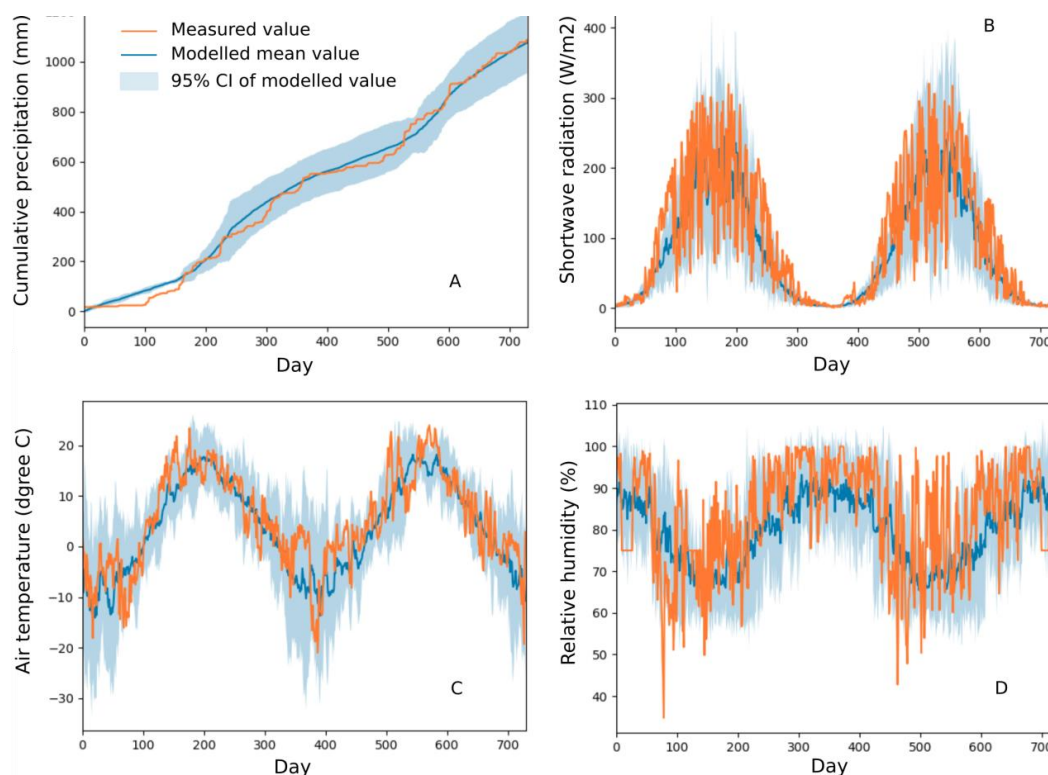 1200
Cumulative precipitation (mm)
1000
800
600
400
200
0
Measured value
Modelled mean value
95% CI of modelled value
A
0 100 200 300 400 500 600 700
Day
Shortwave radiation (W/m2)
400
300
200
100
0
B
0 100 200 300 400 500 600 700
Day
Air temperature (dgree C)
20
10
0
−10
−20
−30
C
0 100 200 300 400 500 600 700
Day
Relative humidity (%)
110
100
90
80
70
60
50
40
D
0 100 200 300 400 500 600 700
Day